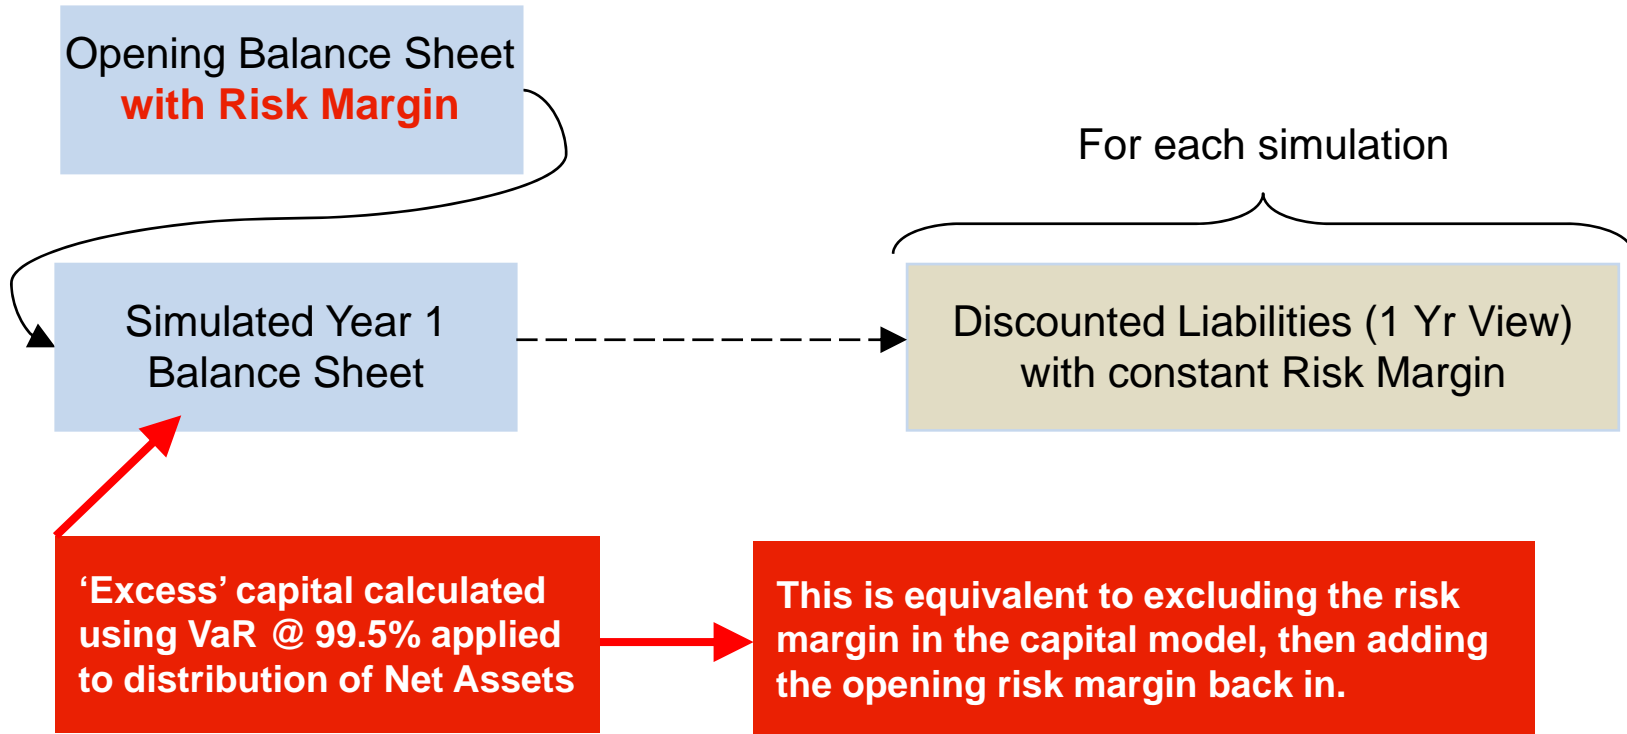 Opening Balance Sheet
with Risk Margin
For each simulation
Simulated Year 1
Balance Sheet
Discounted Liabilities (1 Yr View)
with constant Risk Margin
‘Excess’ capital calculated
using VaR @ 99.5% applied
to distribution of Net Assets
This is equivalent to excluding the risk
margin in the capital model, then adding
the opening risk margin back in.